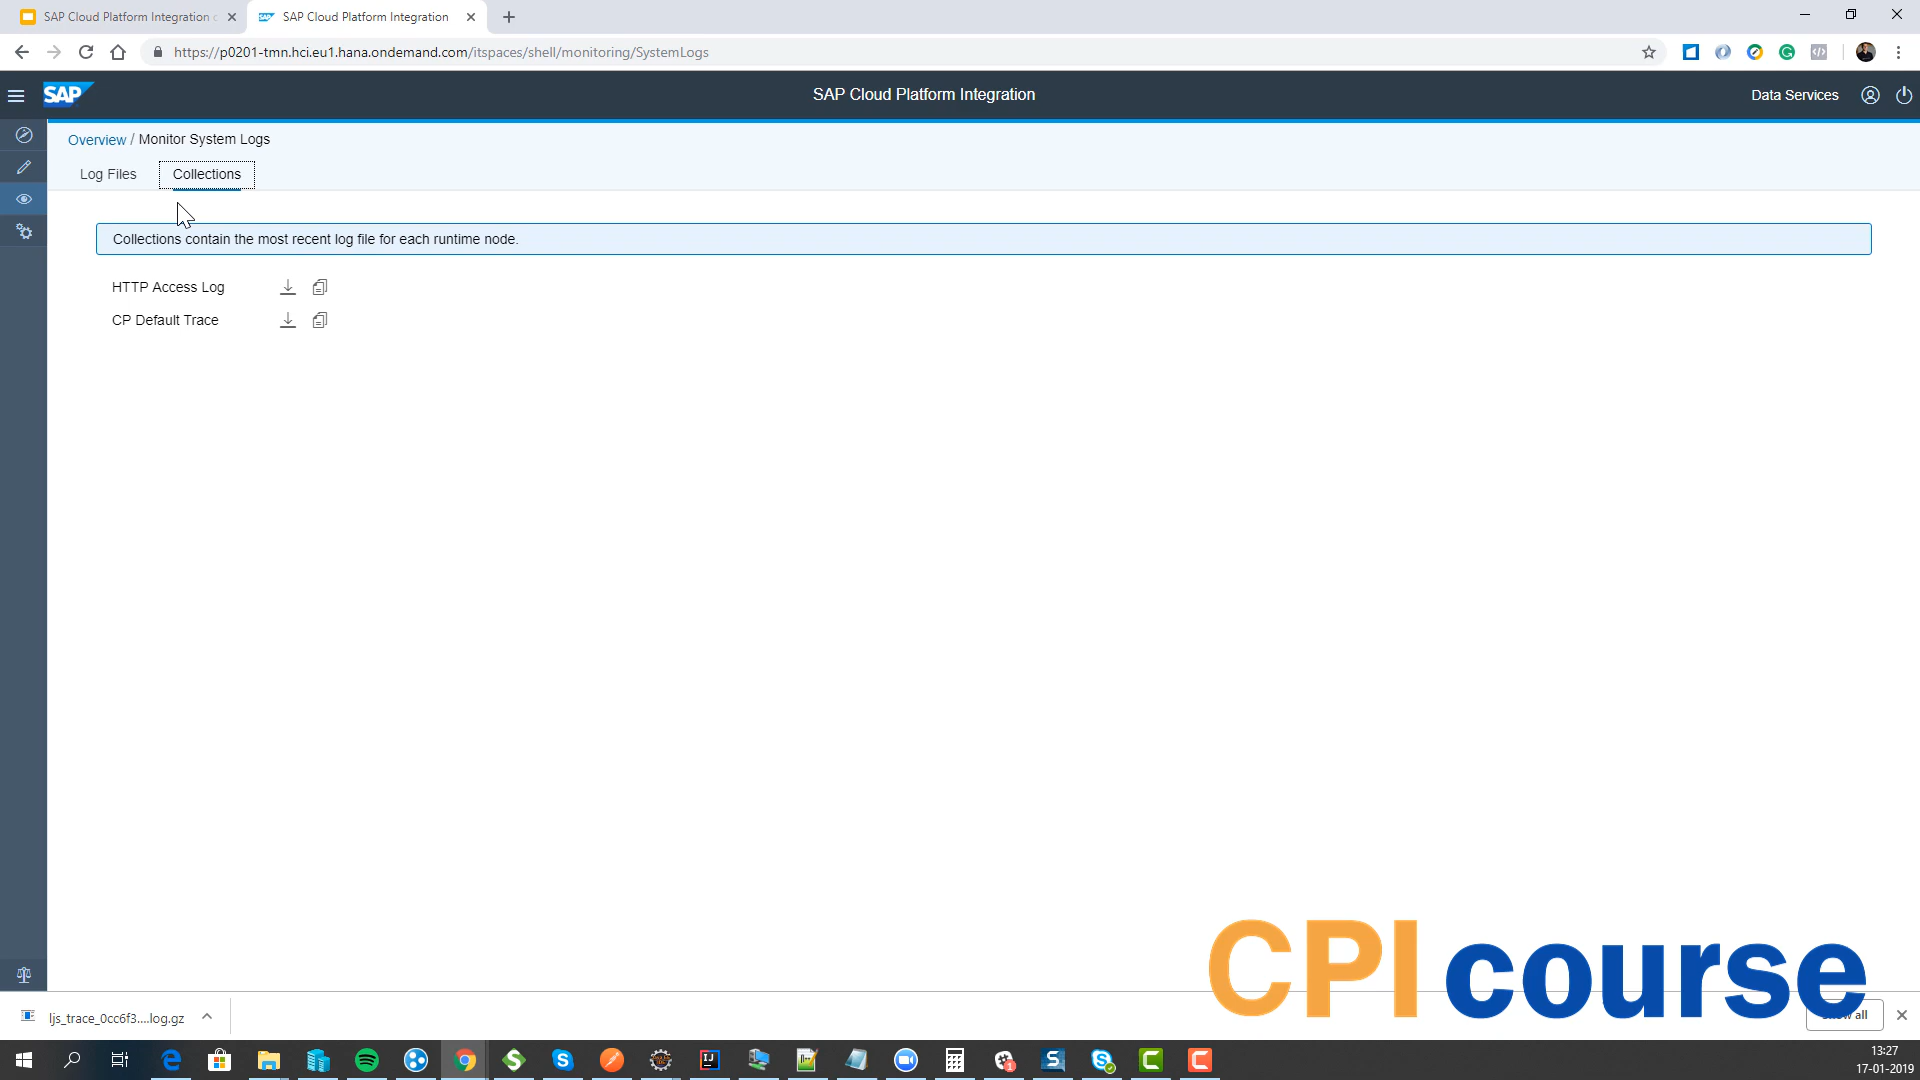 SAP Cloud Platform Integration
SAP Cloud Platform Integration
https://p0201-tmn.hci.eu1.hana.ondemand.com/itspaces/shell/monitoring/SystemLogs
SAP
SAP Cloud Platform Integration
Data Services
Overview / Monitor System Logs
Log Files
Collections
Collections contain the most recent log file for each runtime node.
HTTP Access Log
CP Default Trace
CPI course
ljs_trace_0cc6f3....log.gz
all
13:27
17-01-2019